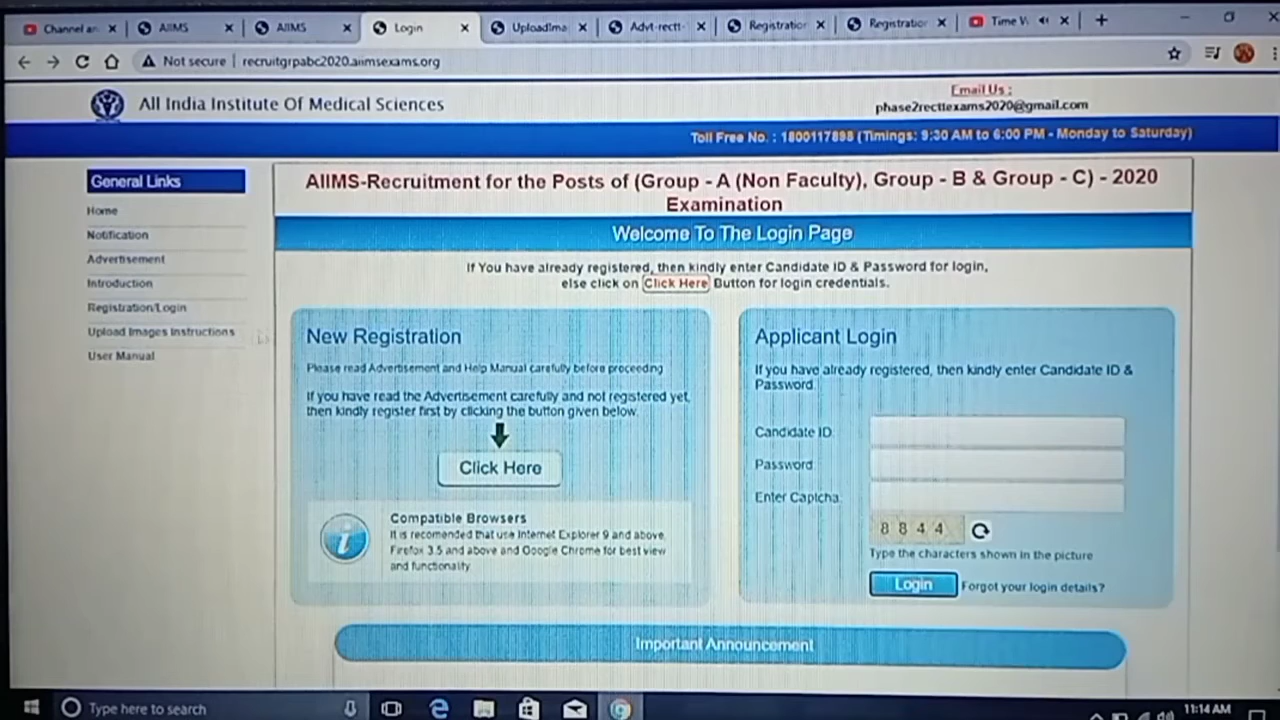 Channel an
AIIMS
AIIMS
Login
UploadIma
Advt-rectt-
Registration
Registration
Time V
Not secure | recruitgrpabc2020.aiimsexams.org
All India Institute Of Medical Sciences
Email Us :
phase2recttexams2020@gmail.com
Toll Free No. : 1800117898 (Timings: 9:30 AM to 6:00 PM - Monday to Saturday)
General Links
Home
Notification
Advertisement
Introduction
Registration/Login
Upload Images Instructions
User Manual
AIIMS-Recruitment for the Posts of (Group - A (Non Faculty), Group - B & Group - C) - 2020
Examination
Welcome To The Login Page
If You have already registered, then kindly enter Candidate ID & Password for login,
else click on Click Here Button for login credentials.
New Registration
Please read Advertisement and Help Manual carefully before proceeding
If you have read the Advertisement carefully and not registered yet,
then kindly register first by clicking the button given below.
Click Here
Compatible Browsers
It is recomended that use Internet Explorer 9 and above,
Firefox 3.5 and above and Google Chrome for best view
and functionality
Applicant Login
If you have already registered, then kindly enter Candidate ID &
Password
Candidate ID
Password
Enter Captcha
8 8 4 4
Type the characters shown in the picture
Login Forgot your login details?
Important Announcement
Type here to search
11:14 AM